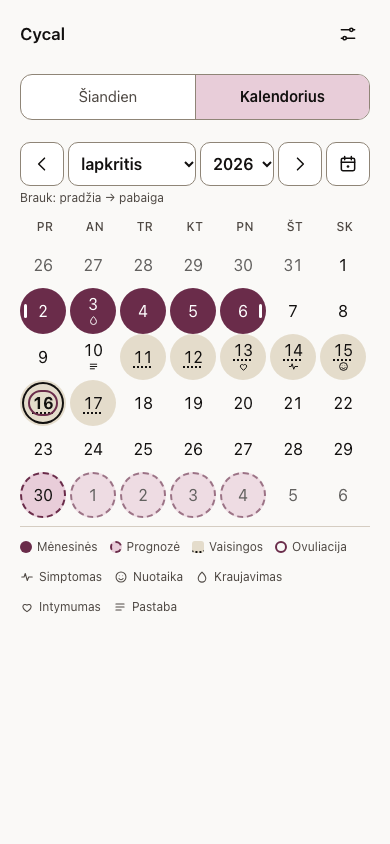 Cycal
Šiandien Kalendorius
lapkritis 2026
Brauk: pradžia → pabaiga
PR AN TR KT PN ŠT SK
26 27 28 29 30 31 1
2 3 4 5 6 7 8
9 10 11 12 13 14 15
16 17 18 19 20 21 22
23 24 25 26 27 28 29
30 1 2 3 4 5 6
Mėnesinės Prognozė Vaisingos Ovuliacija
Simptomas Nuotaika Kraujavimas
Intymumas Pastaba